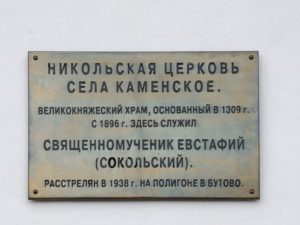 НИКОЛЬСКАЯ ЦЕРКОВЬ
СЕЛА КАМЕНСКОЕ.
ВЕЛИКОКНЯЖЕСКИЙ ХРАМ, ОСНОВАННЫЙ В 1309 г.
С 1896 г. ЗДЕСЬ СЛУЖИЛ
СВЯЩЕННОМУЧЕНИК ЕВСТАФИЙ
(СОКОЛЬСКИЙ).
РАССТРЕЛЯН В 1938 г. НА ПОЛИГОНЕ В БУТОВО.